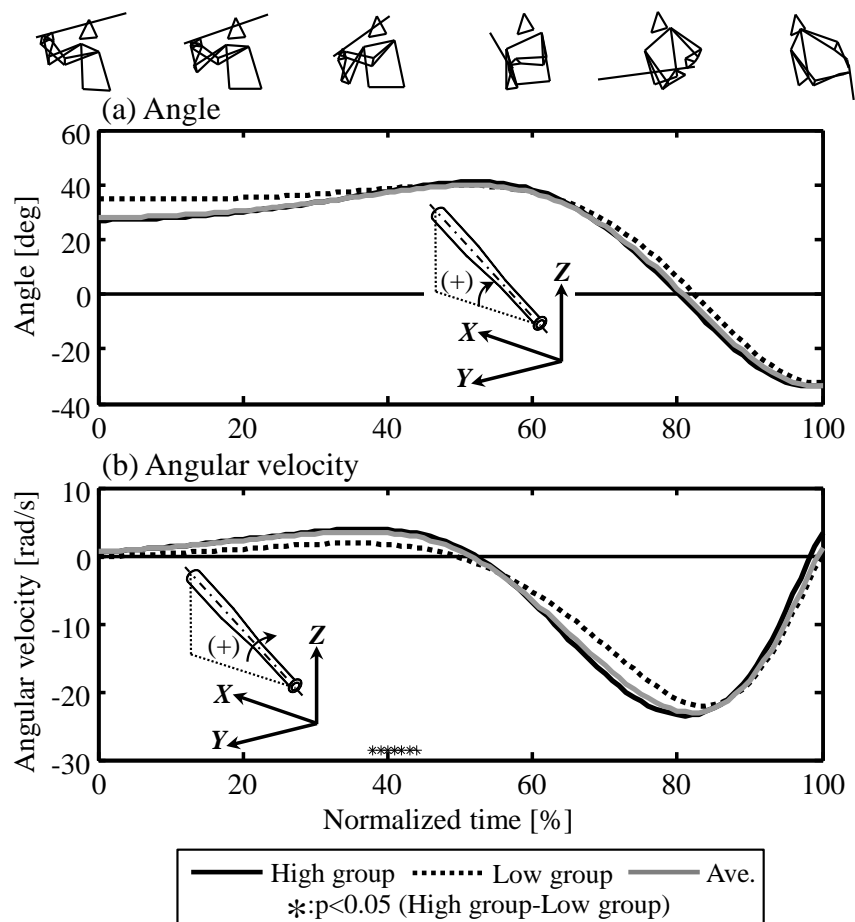 (a) Angle
60
40
20
0
-20
-40
Angle [deg]
(+)
Z
X
Y
0 20 40 60 80 100
(b) Angular velocity
10
0
-10
-20
-30
Angular velocity [rad/s]
(+)
Z
X
Y
*******
0 20 40 60 80 100
Normalized time [%]
High group Low group Ave.
*:p<0.05 (High group-Low group)